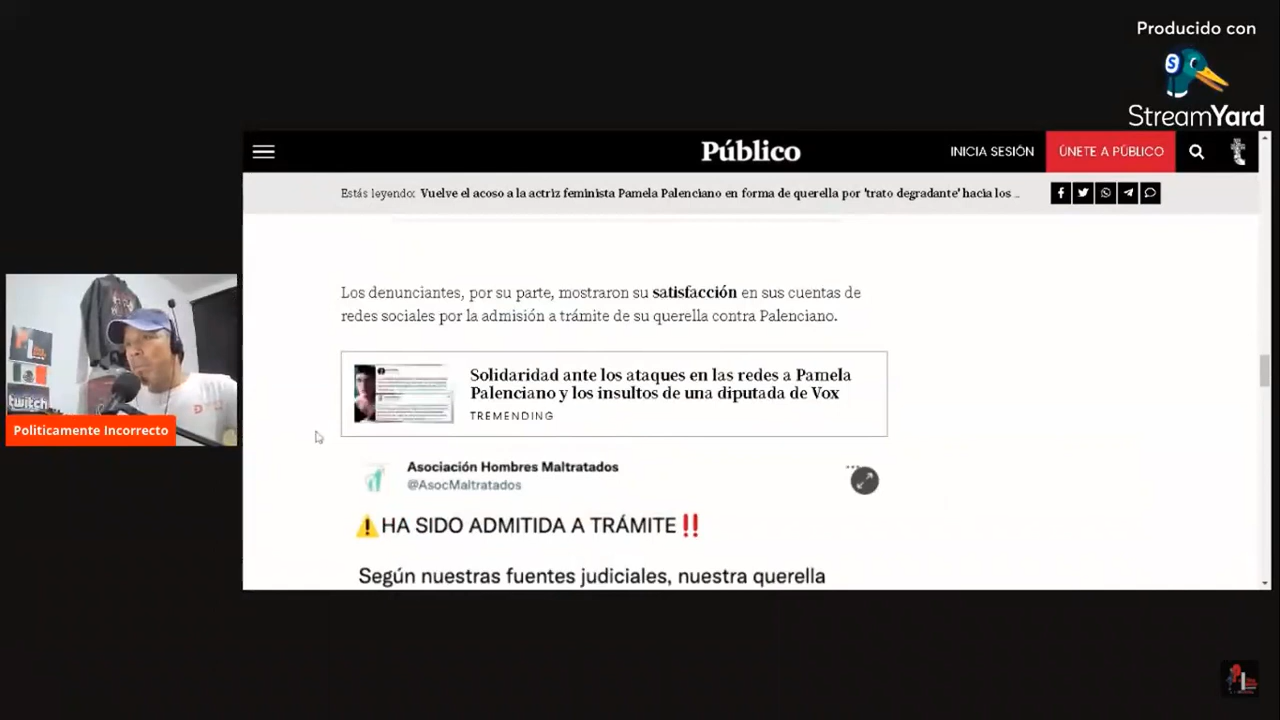 Producido con
StreamYard
Público
INICIA SESIÓN
ÚNETE A PÚBLICO
Estás leyendo: Vuelve el acoso a la actriz feminista Pamela Palenciano en forma de querella por 'trato degradante' hacia los ...
Los denunciantes, por su parte, mostraron su satisfacción en sus cuentas de
redes sociales por la admisión a trámite de su querella contra Palenciano.
Solidaridad ante los ataques en las redes a Pamela
Palenciano y los insultos de una diputada de Vox
TREMENDING
Asociación Hombres Maltratados
@AsocMaltratados
⚠️HA SIDO ADMITIDA A TRÁMITE‼️
Según nuestras fuentes judiciales, nuestra querella
twitch
Politicamente Incorrecto